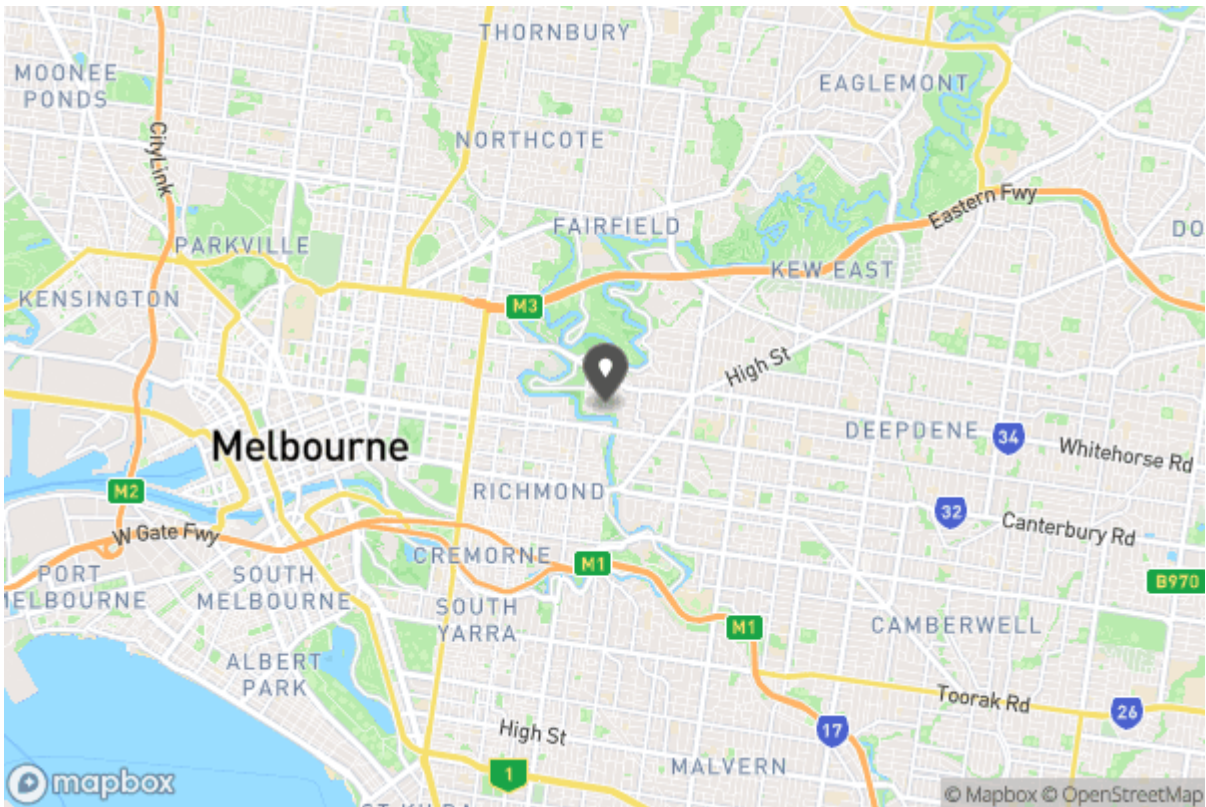 THORNBURY
MOONEE
PONDS
EAGLEMONT
CityLink
NORTHCOTE
Eastern Fwy
FAIRFIELD
DO
PARKVILLE
KEW EAST
KENSINGTON
M3
High St
Melbourne
DEEPDENE
34
Whitehorse Rd
M2
RICHMOND
32
Canterbury Rd
W Gate Fwy
CREMORNE
M1
PORT
MELBOURNE
SOUTH
MELBOURNE
B970
SOUTH
YARRA
M1
CAMBERWELL
ALBERT
PARK
Toorak Rd
26
High St
17
MALVERN
1
mapbox
© Mapbox © OpenStreetMap